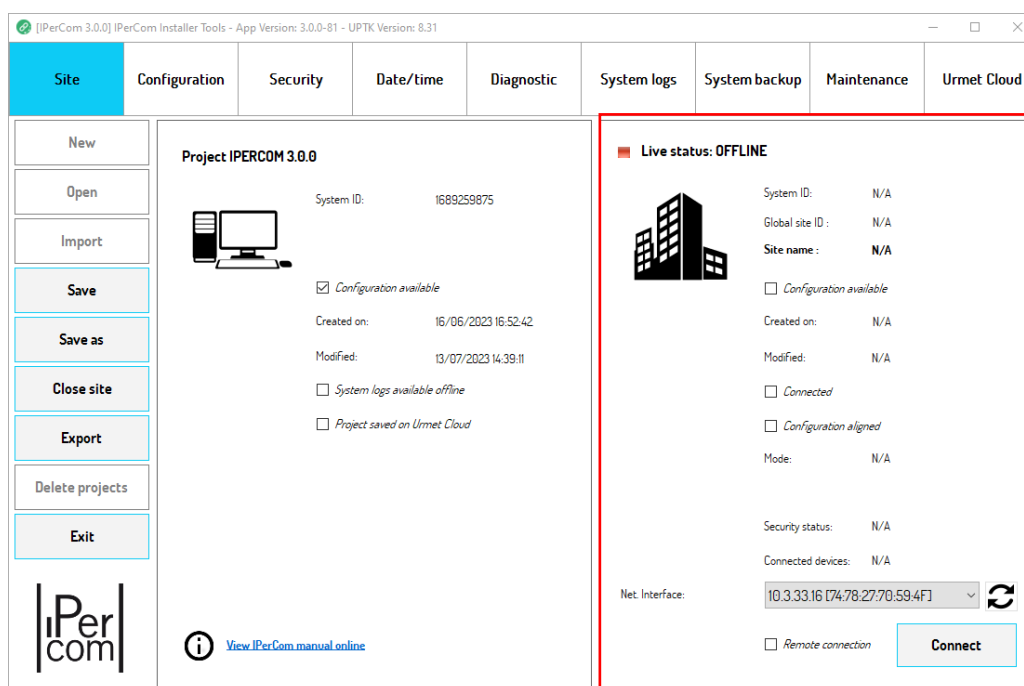 [IPerCom 3.0.0] IPerCom Installer Tools - App Version: 3.0.0-81 - UPTK Version: 8.31
Site
Configuration
Security
Date/time
Diagnostic
System logs
System backup
Maintenance
Urmet Cloud
New
Open
Import
Save
Save as
Close site
Export
Delete projects
Exit
IPer
com
Project IPERCOM 3.0.0
System ID: 1689259875
Configuration available
Created on: 16/06/2023 16:52:42
Modified: 13/07/2023 14:39:11
System logs available offline
Project saved on Urmet Cloud
View IPerCom manual online
Live status: OFFLINE
System ID: N/A
Global site ID : N/A
Site name : N/A
Configuration available
Created on: N/A
Modified: N/A
Connected
Configuration aligned
Mode: N/A
Security status: N/A
Connected devices: N/A
Net. Interface: 10.3.33.16 [74:78:27:70:59:4F]
Remote connection
Connect